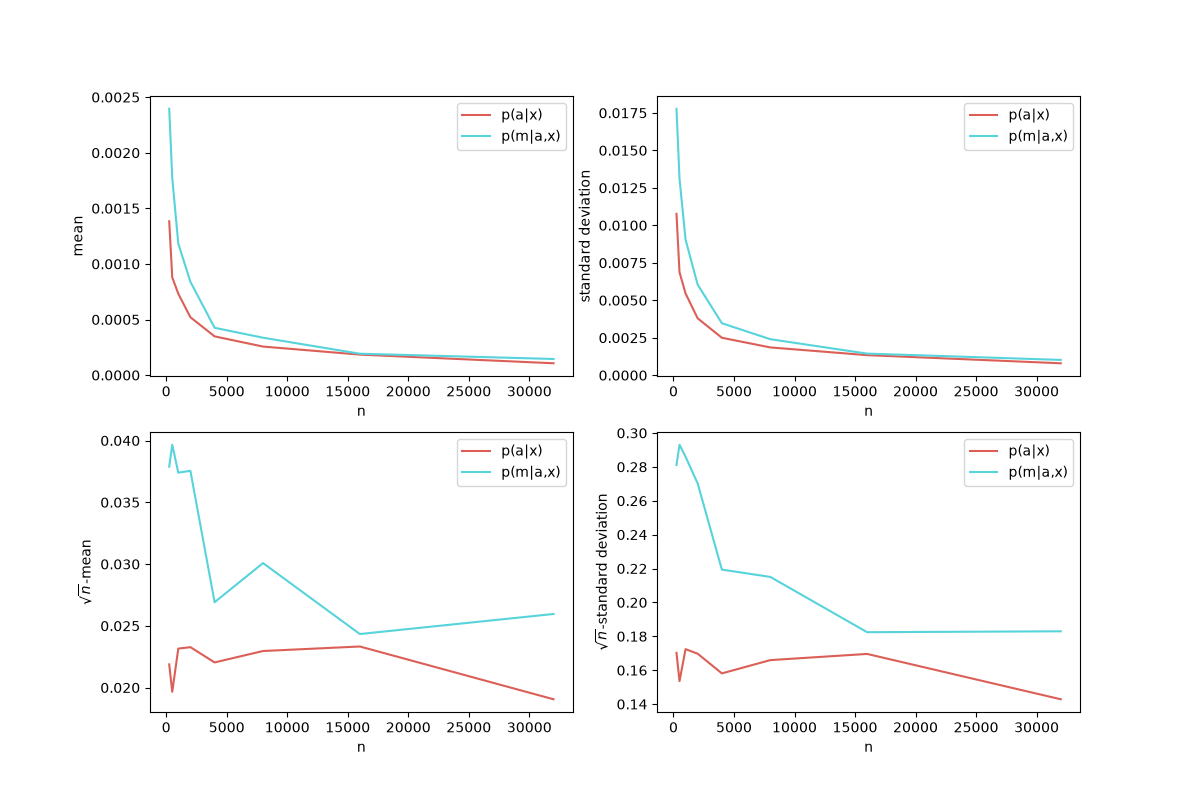 0.0025
0.0020
0.0015
0.0010
0.0005
0.0000
mean
0 5000 10000 15000 20000 25000 30000
n
p(a|x)
p(m|a,x)
0.0175
0.0150
0.0125
0.0100
0.0075
0.0050
0.0025
0.0000
standard deviation
0 5000 10000 15000 20000 25000 30000
n
p(a|x)
p(m|a,x)
0.040
0.035
0.030
0.025
0.020
√n-mean
0 5000 10000 15000 20000 25000 30000
n
p(a|x)
p(m|a,x)
0.30
0.28
0.26
0.24
0.22
0.20
0.18
0.16
0.14
√n-standard deviation
0 5000 10000 15000 20000 25000 30000
n
p(a|x)
p(m|a,x)